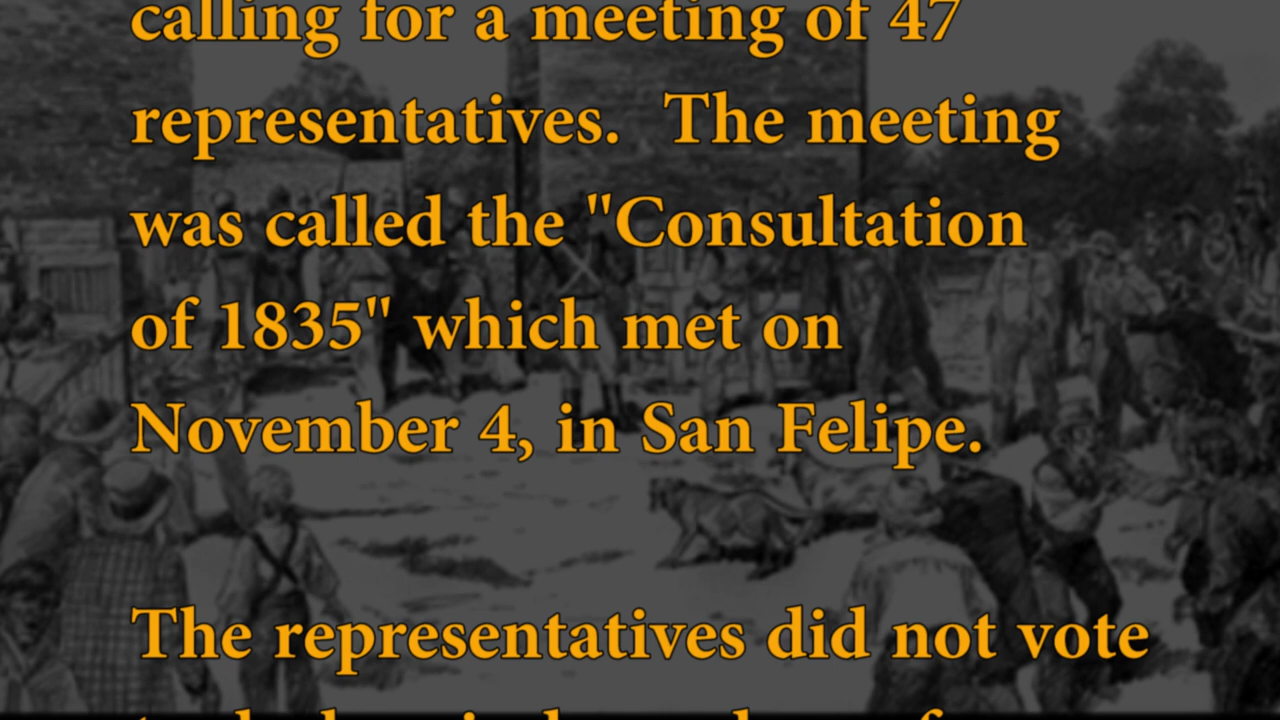 calling for a meeting of 47
representatives.  The meeting
was called the "Consultation
of 1835" which met on
November 4, in San Felipe.
The representatives did not vote